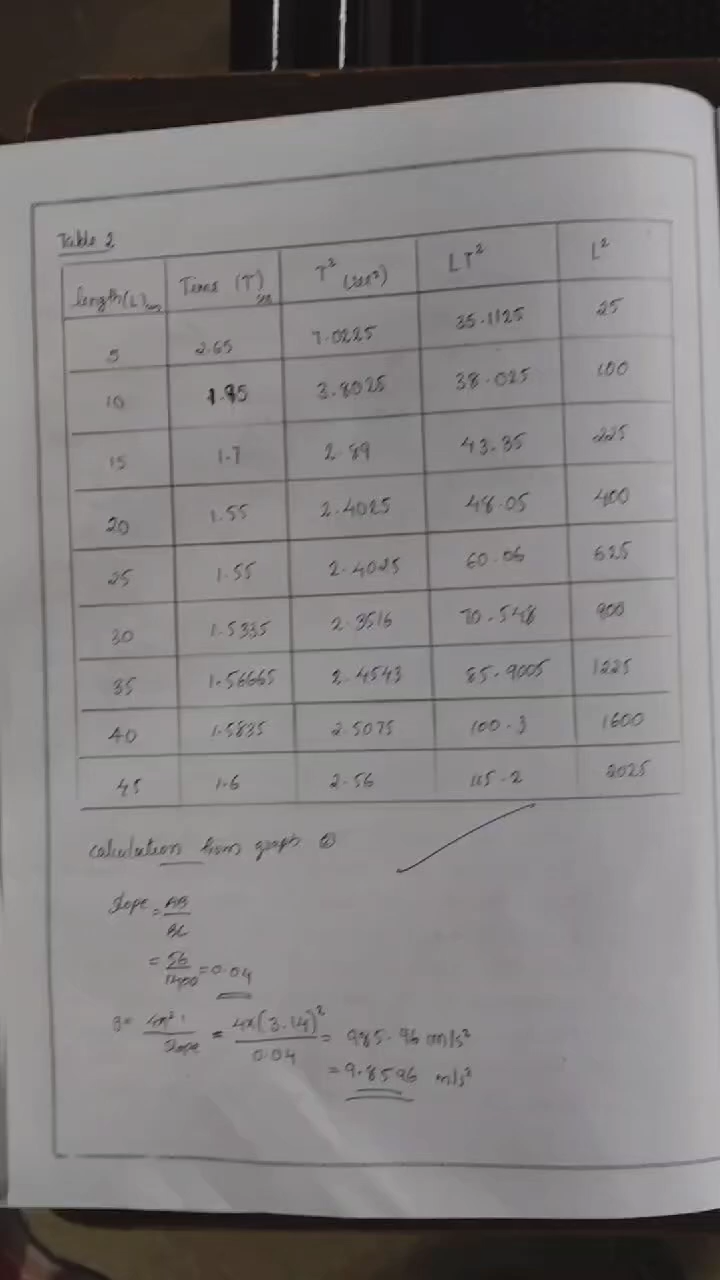 Table 2
length (L) cm Time (T) sec T² (sec²) LT² L²
5 2.65 7.0225 35.1125 25
10 1.95 3.8025 38.025 100
15 1.7 2.89 43.35 225
20 1.55 2.4025 48.05 400
25 1.55 2.4025 60.06 625
30 1.5335 2.3516 70.548 900
35 1.56665 2.4543 85.9005 1225
40 1.5835 2.5075 100.3 1600
45 1.6 2.56 115.2 2025
calculation from graph ②
Slope = AB/BC
= 56/1400 = 0.04
g = 4π²/Slope = 4x(3.14)²/0.04 = 985.96 cm/s²
= 9.8596 m/s²